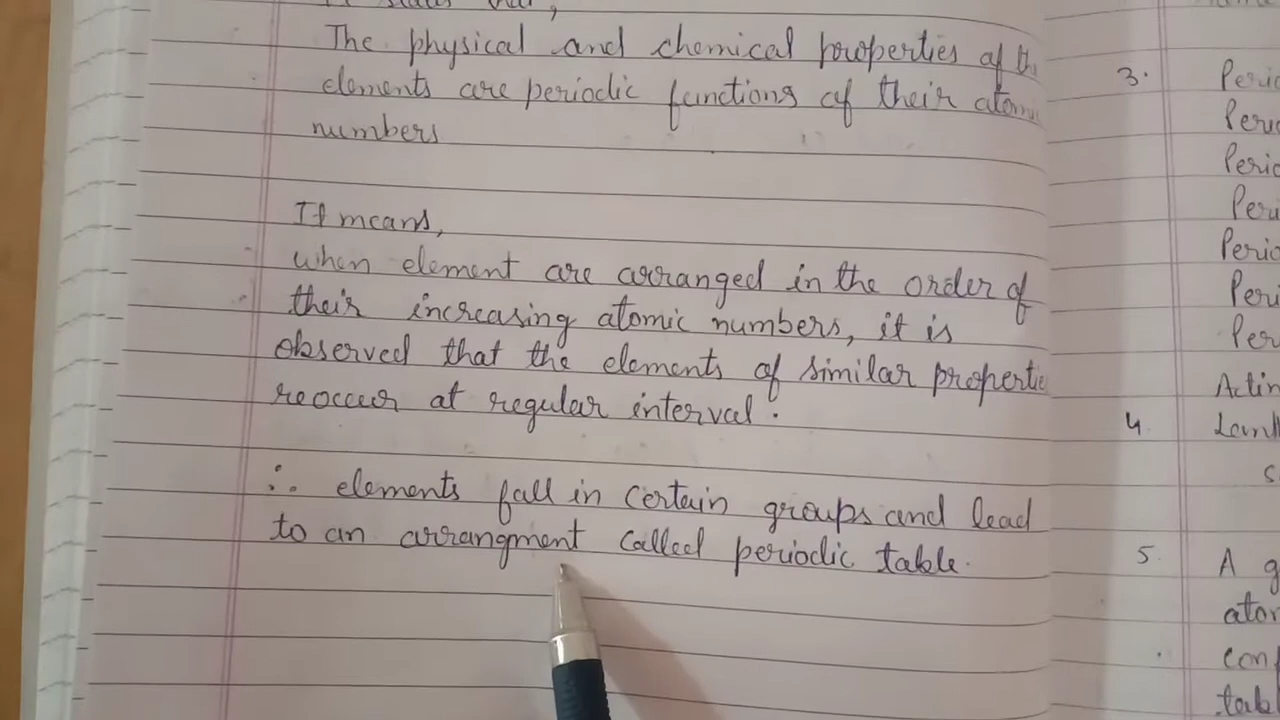 It states that,
The physical and chemical properties of the
elements are periodic functions of their atomic
numbers
It means,
when element are arranged in the order of
their increasing atomic numbers, it is
observed that the elements of similar propertie
reoccur at regular interval.
∴ elements fall in certain groups and lead
to an arrangment called periodic table.
3.
4.
5.
A